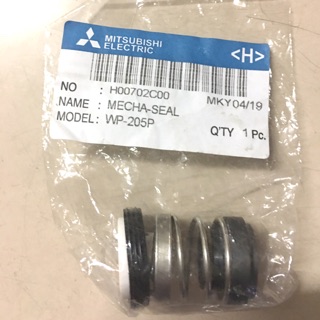 MITSUBISHI
ELECTRIC
<H>
NO : H00702C00
MKY04/19
NAME : MECHA-SEAL
MODEL: WP-205P
Q'TY 1 Pc.